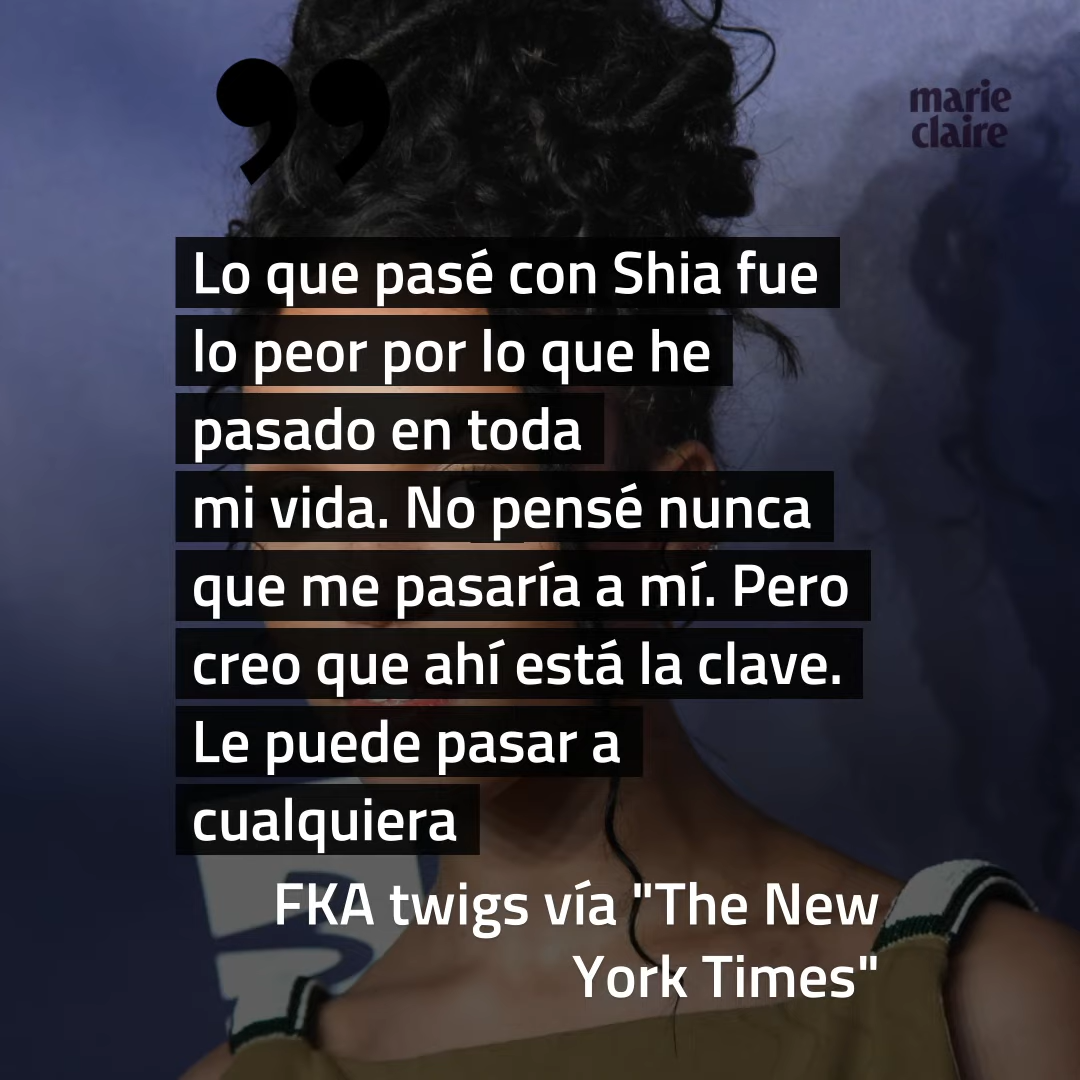 ”
marie
claire
Lo que pasé con Shia fue
lo peor por lo que he
pasado en toda
mi vida. No pensé nunca
que me pasaría a mí. Pero
creo que ahí está la clave.
Le puede pasar a
cualquiera
FKA twigs vía "The New
York Times"